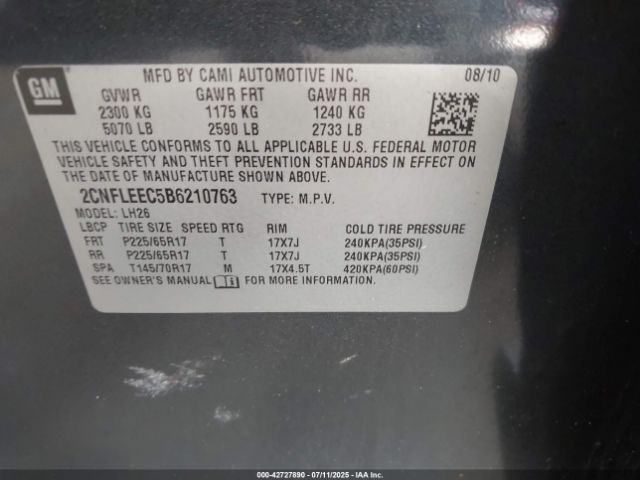 GM
MFD BY CAMI AUTOMOTIVE INC. 08/10
GVWR GAWR FRT GAWR RR
2300 KG 1175 KG 1240 KG
5070 LB 2590 LB 2733 LB
THIS VEHICLE CONFORMS TO ALL APPLICABLE U.S. FEDERAL MOTOR
VEHICLE SAFETY AND THEFT PREVENTION STANDARDS IN EFFECT ON
THE DATE OF MANUFACTURE SHOWN ABOVE.
2CNFLEEC5B6210763 TYPE: M.P.V.
MODEL: LH26
LBCP TIRE SIZE SPEED RTG RIM COLD TIRE PRESSURE
FRT P225/65R17 T 17X7J 240KPA(35PSI)
RR P225/65R17 T 17X7J 240KPA(35PSI)
SPA T145/70R17 M 17X4.5T 420KPA(60PSI)
SEE OWNER'S MANUAL FOR MORE INFORMATION.
000-42727890 - 07/11/2025 - IAA Inc.